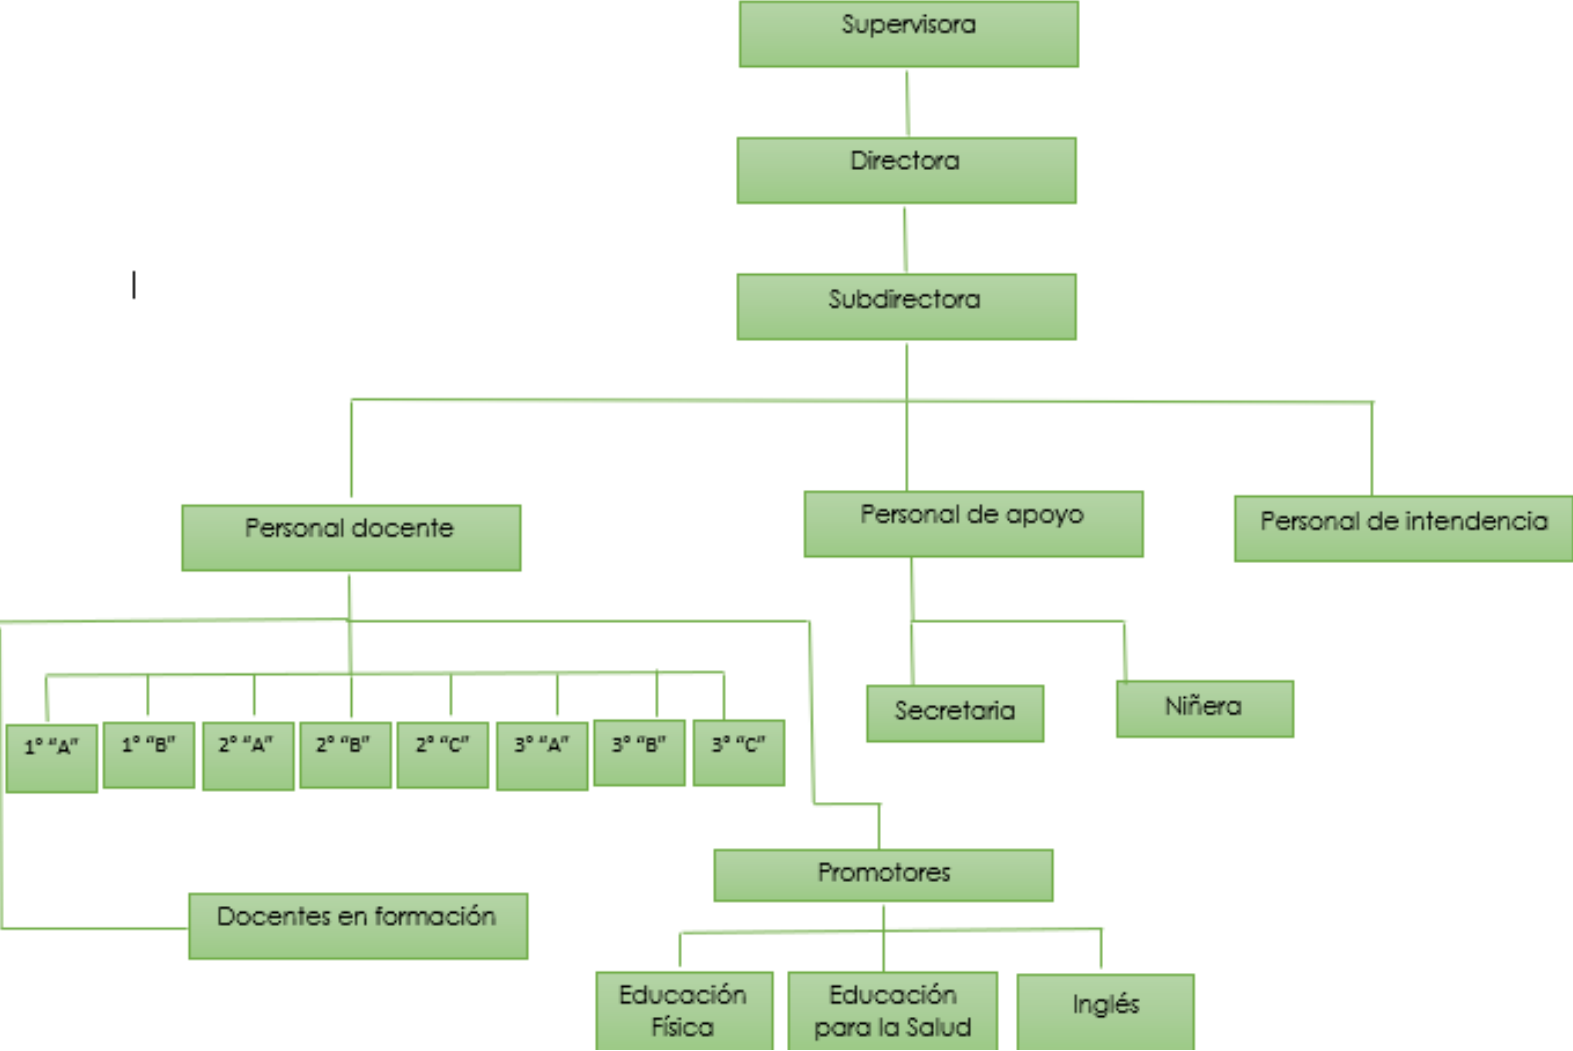 Supervisora
Directora
Subdirectora
Personal docente
Personal de apoyo
Personal de intendencia
Secretaria
Niñera
1° "A"
1° "B"
2° "A"
2° "B"
2° "C"
3° "A"
3° "B"
3° "C"
Promotores
Docentes en formación
Educación
Física
Educación
para la Salud
Inglés